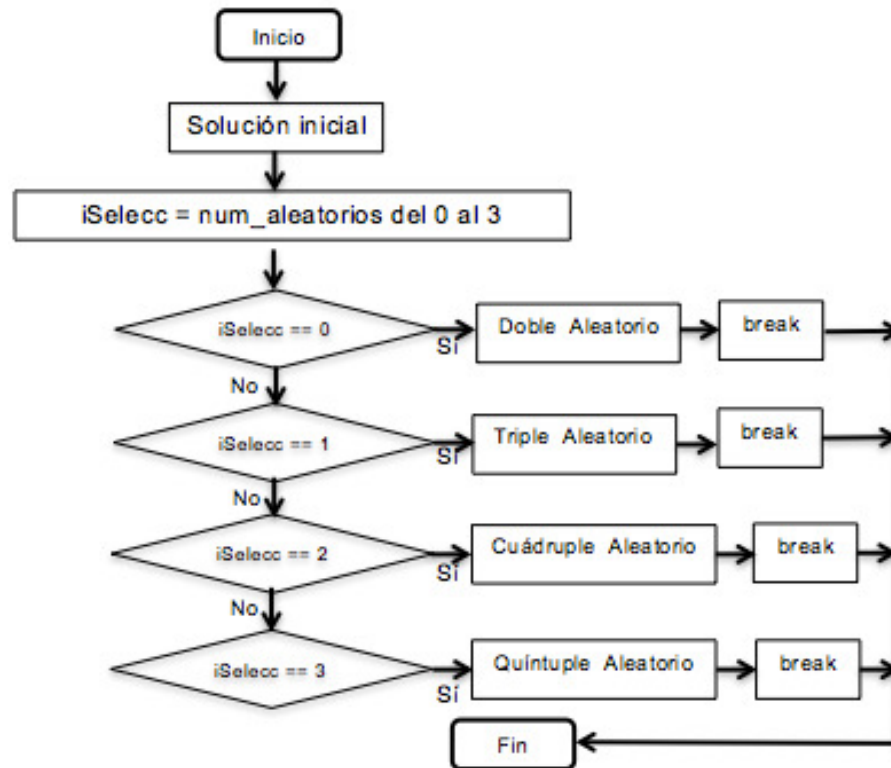 Inicio
Solución inicial
iSelecc = num_aleatorios del 0 al 3
iSelecc == 0
Sí
Doble Aleatorio
break
No
iSelecc == 1
Sí
Triple Aleatorio
break
No
iSelecc == 2
Sí
Cuádruple Aleatorio
break
No
iSelecc == 3
Sí
Quíntuple Aleatorio
break
Fin